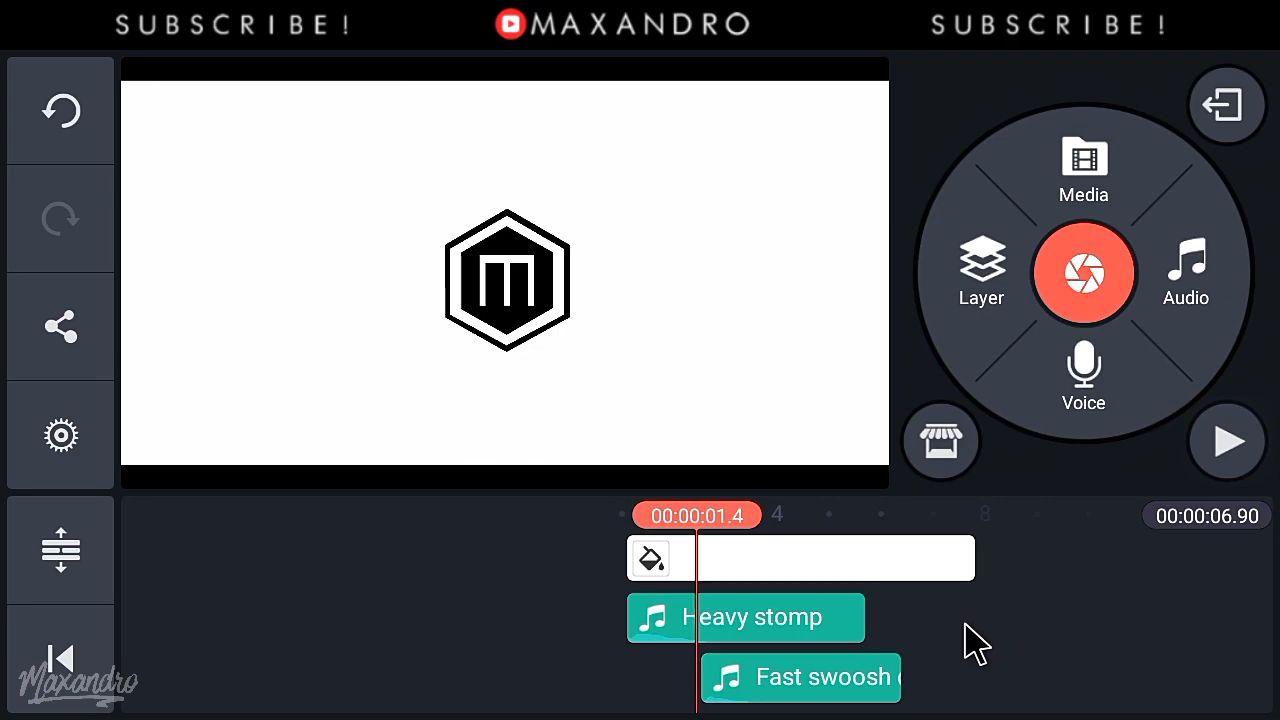 SUBSCRIBE! MAXANDRO SUBSCRIBE!
m
Media
Layer
Audio
Voice
00:00:01.4 4 8 00:00:06.90
Heavy stomp
Fast swoosh
Maxandro